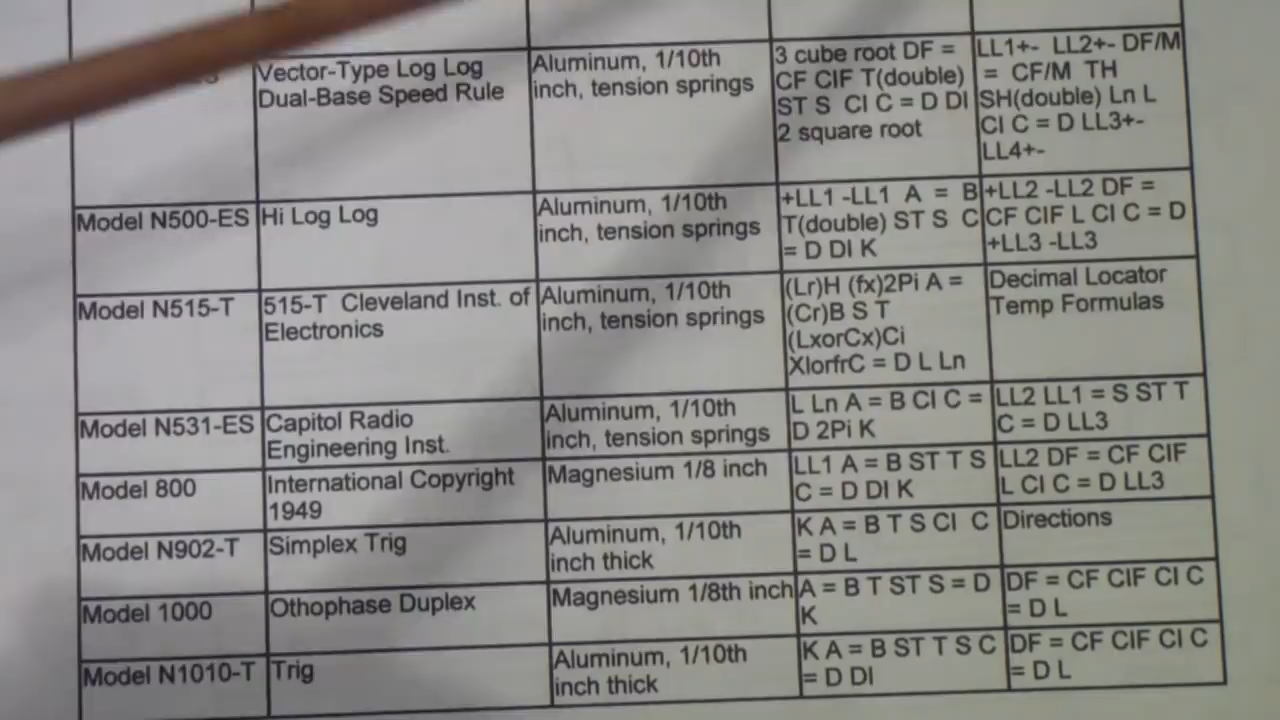 Vector-Type Log Log
Dual-Base Speed Rule
Aluminum, 1/10th
inch, tension springs
3 cube root DF =
CF CIF T(double)
ST S CI C = D DI
2 square root
LL1+- LL2+- DF/M
= CF/M TH
SH(double) Ln L
CI C = D LL3+-
LL4+-
Model N500-ES
Hi Log Log
Aluminum, 1/10th
inch, tension springs
+LL1 -LL1 A = B
T(double) ST S C
= D DI K
+LL2 -LL2 DF =
CF CIF L CI C = D
+LL3 -LL3
Model N515-T
515-T Cleveland Inst. of
Electronics
Aluminum, 1/10th
inch, tension springs
(Lr)H (fx)2Pi A =
(Cr)B S T
(LxorCx)Ci
XlorfrC = D L Ln
Decimal Locator
Temp Formulas
Model N531-ES
Capitol Radio
Engineering Inst.
Aluminum, 1/10th
inch, tension springs
L Ln A = B CI C =
D 2Pi K
LL2 LL1 = S ST T
C = D LL3
Model 800
International Copyright
1949
Magnesium 1/8 inch
LL1 A = B ST T S
C = D DI K
LL2 DF = CF CIF
L CI C = D LL3
Model N902-T
Simplex Trig
Aluminum, 1/10th
inch thick
K A = B T S CI C
= D L
Directions
Model 1000
Othophase Duplex
Magnesium 1/8th inch
A = B T ST S = D
K
DF = CF CIF CI C
= D L
Model N1010-T
Trig
Aluminum, 1/10th
inch thick
K A = B ST T S C
= D DI
DF = CF CIF CI C
= D L